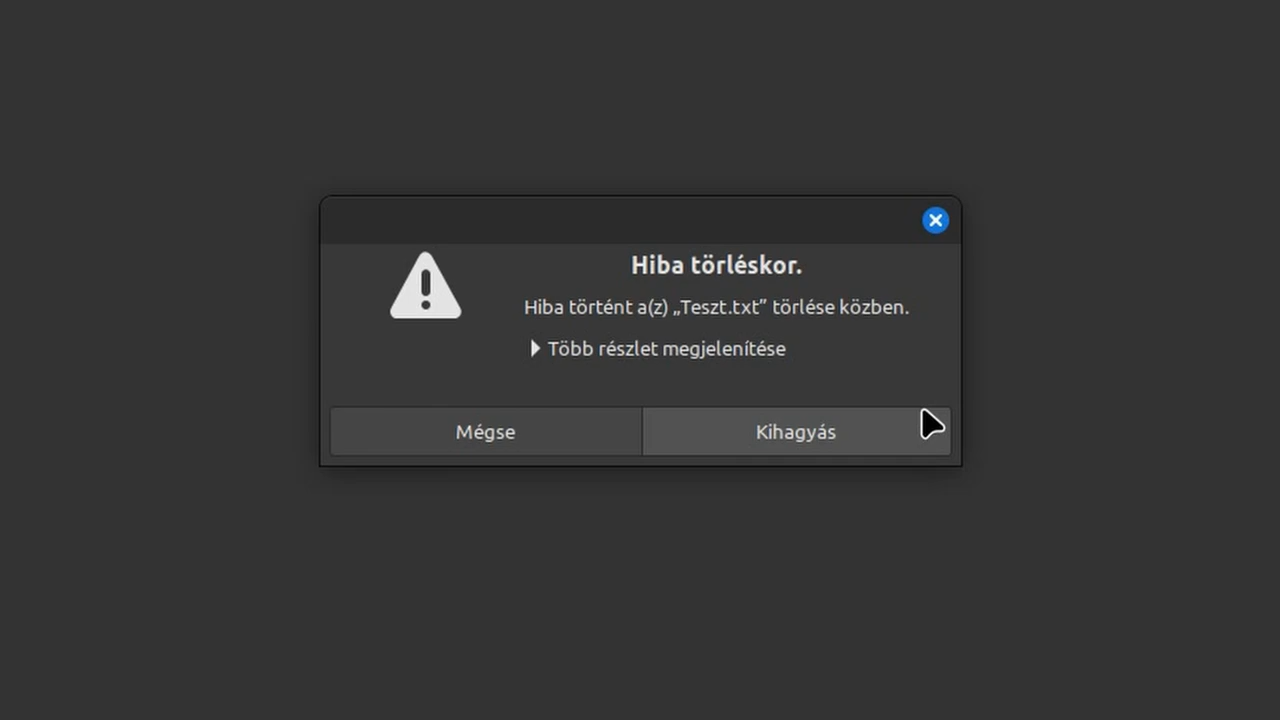 Hiba törléskor.
Hiba történt a(z) „Teszt.txt” törlése közben.
Több részlet megjelenítése
Mégse
Kihagyás